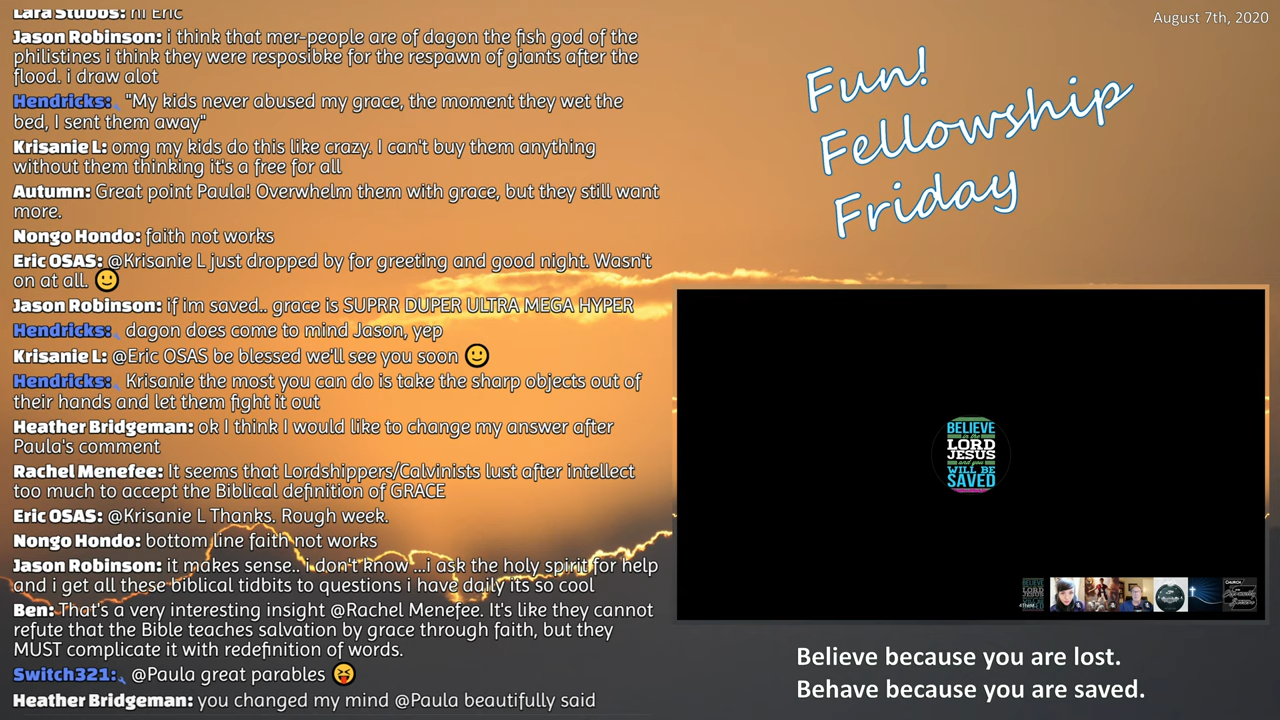 Lara Stubbs: hi Eric
Jason Robinson: i think that mer-people are of dagon the fish god of the
philistines i think they were resposibke for the respawn of giants after the
flood. i draw alot
Hendricks: "My kids never abused my grace, the moment they wet the
bed, I sent them away"
Krisanie L: omg my kids do this like crazy. I can't buy them anything
without them thinking it's a free for all
Autumn: Great point Paula! Overwhelm them with grace, but they still want
more.
Nongo Hondo: faith not works
Eric OSAS: @Krisanie L just dropped by for greeting and good night. Wasn't
on at all. 🙂
Jason Robinson: if im saved.. grace is SUPRR DUPER ULTRA MEGA HYPER
Hendricks: dagon does come to mind Jason, yep
Krisanie L: @Eric OSAS be blessed we'll see you soon 🙂
Hendricks: Krisanie the most you can do is take the sharp objects out of
their hands and let them fight it out
Heather Bridgeman: ok I think I would like to change my answer after
Paula's comment
Rachel Menefee: It seems that Lordshippers/Calvinists lust after intellect
too much to accept the Biblical definition of GRACE
Eric OSAS: @Krisanie L Thanks. Rough week.
Nongo Hondo: bottom line faith not works
Jason Robinson: it makes sense.. i don't know ...i ask the holy spirit for help
and i get all these biblical tidbits to questions i have daily its so cool
Ben: That's a very interesting insight @Rachel Menefee. It's like they cannot
refute that the Bible teaches salvation by grace through faith, but they
MUST complicate it with redefinition of words.
Switch321: @Paula great parables 😝
Heather Bridgeman: you changed my mind @Paula beautifully said
August 7th, 2020
Fun!
Fellowship
Friday
BELIEVE
in the
LORD
JESUS
and you
WILL BE
SAVED
CHURCH
Believe because you are lost.
Behave because you are saved.